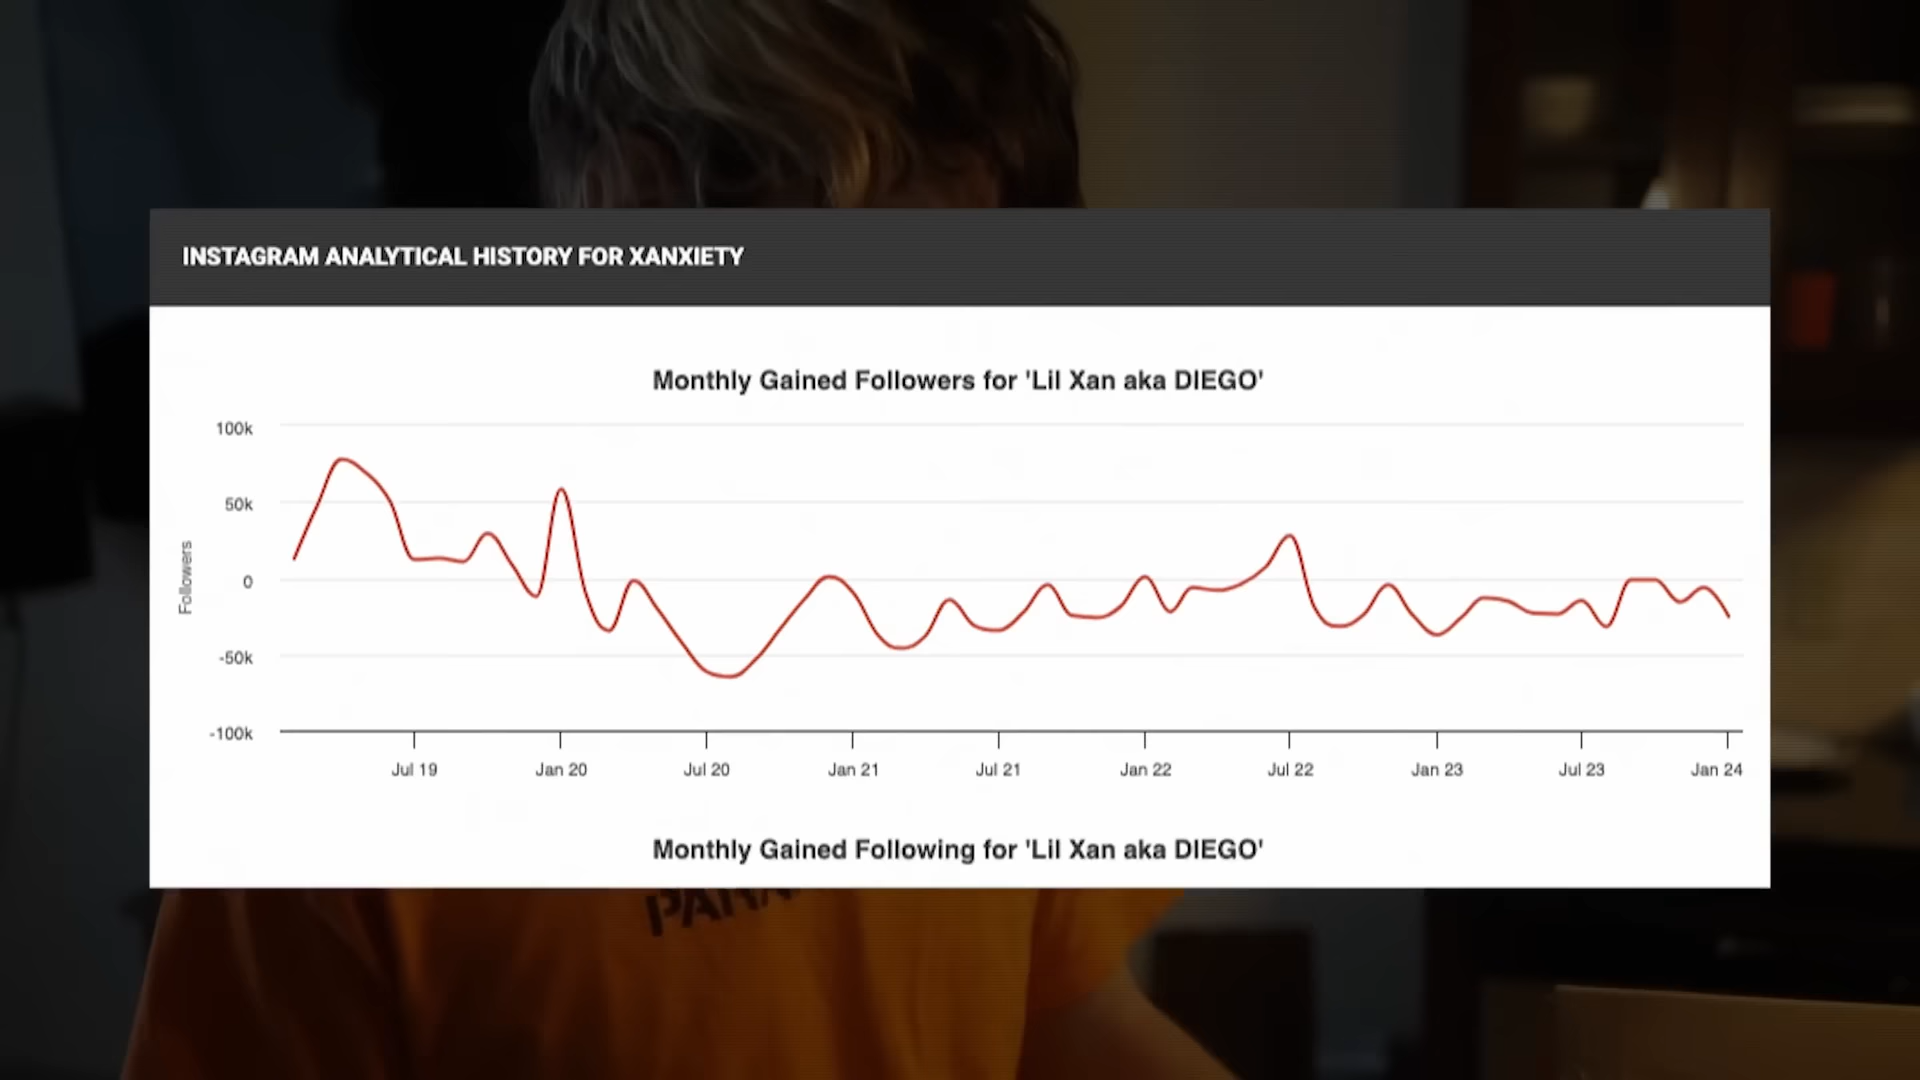 INSTAGRAM ANALYTICAL HISTORY FOR XANXIETY
Monthly Gained Followers for 'Lil Xan aka DIEGO'
100k
50k
0
-50k
-100k
Followers
Jul 19 Jan 20 Jul 20 Jan 21 Jul 21 Jan 22 Jul 22 Jan 23 Jul 23 Jan 24
Monthly Gained Following for 'Lil Xan aka DIEGO'